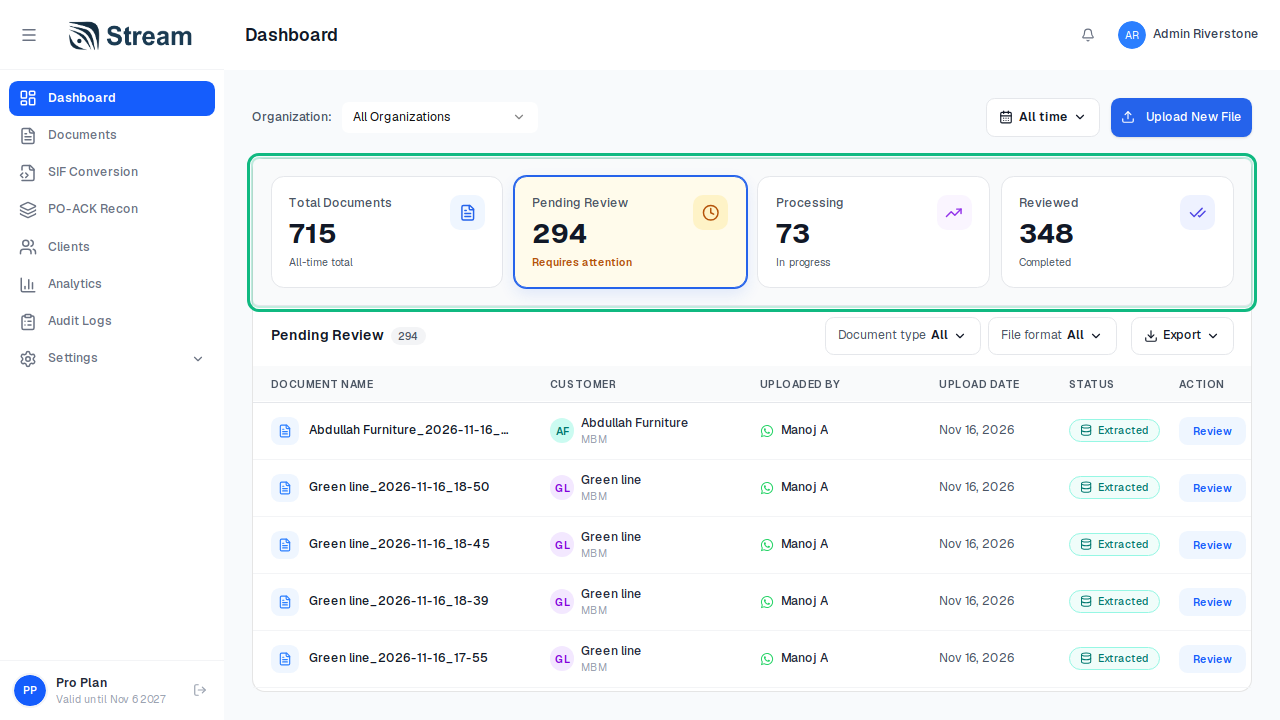 Stream
Dashboard
AR
Admin Riverstone
Dashboard
Documents
SIF Conversion
PO-ACK Recon
Clients
Analytics
Audit Logs
Settings
PP
Pro Plan
Valid until Nov 6 2027
Organization:
All Organizations
All time
Upload New File
Total Documents
715
All-time total
Pending Review
294
Requires attention
Processing
73
In progress
Reviewed
348
Completed
Pending Review 294
Document type All
File format All
Export
DOCUMENT NAME CUSTOMER UPLOADED BY UPLOAD DATE STATUS ACTION
Abdullah Furniture_2026-11-16_... AF Abdullah Furniture Manoj A Nov 16, 2026 Extracted Review
MBM
Green line_2026-11-16_18-50 GL Green line Manoj A Nov 16, 2026 Extracted Review
MBM
Green line_2026-11-16_18-45 GL Green line Manoj A Nov 16, 2026 Extracted Review
MBM
Green line_2026-11-16_18-39 GL Green line Manoj A Nov 16, 2026 Extracted Review
MBM
Green line_2026-11-16_17-55 GL Green line Manoj A Nov 16, 2026 Extracted Review
MBM